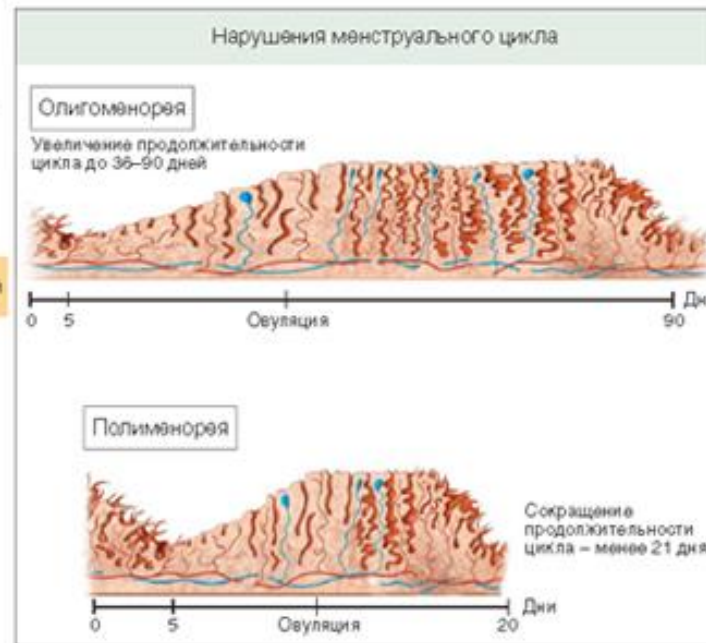 Нарушения менструального цикла
Олигоменорея
Увеличение продолжительности
цикла до 36–90 дней
Дн
0 5 Овуляция 90
Полименорея
Сокращение
продолжительности
цикла – менее 21 дня
Дни
0 5 Овуляция 20